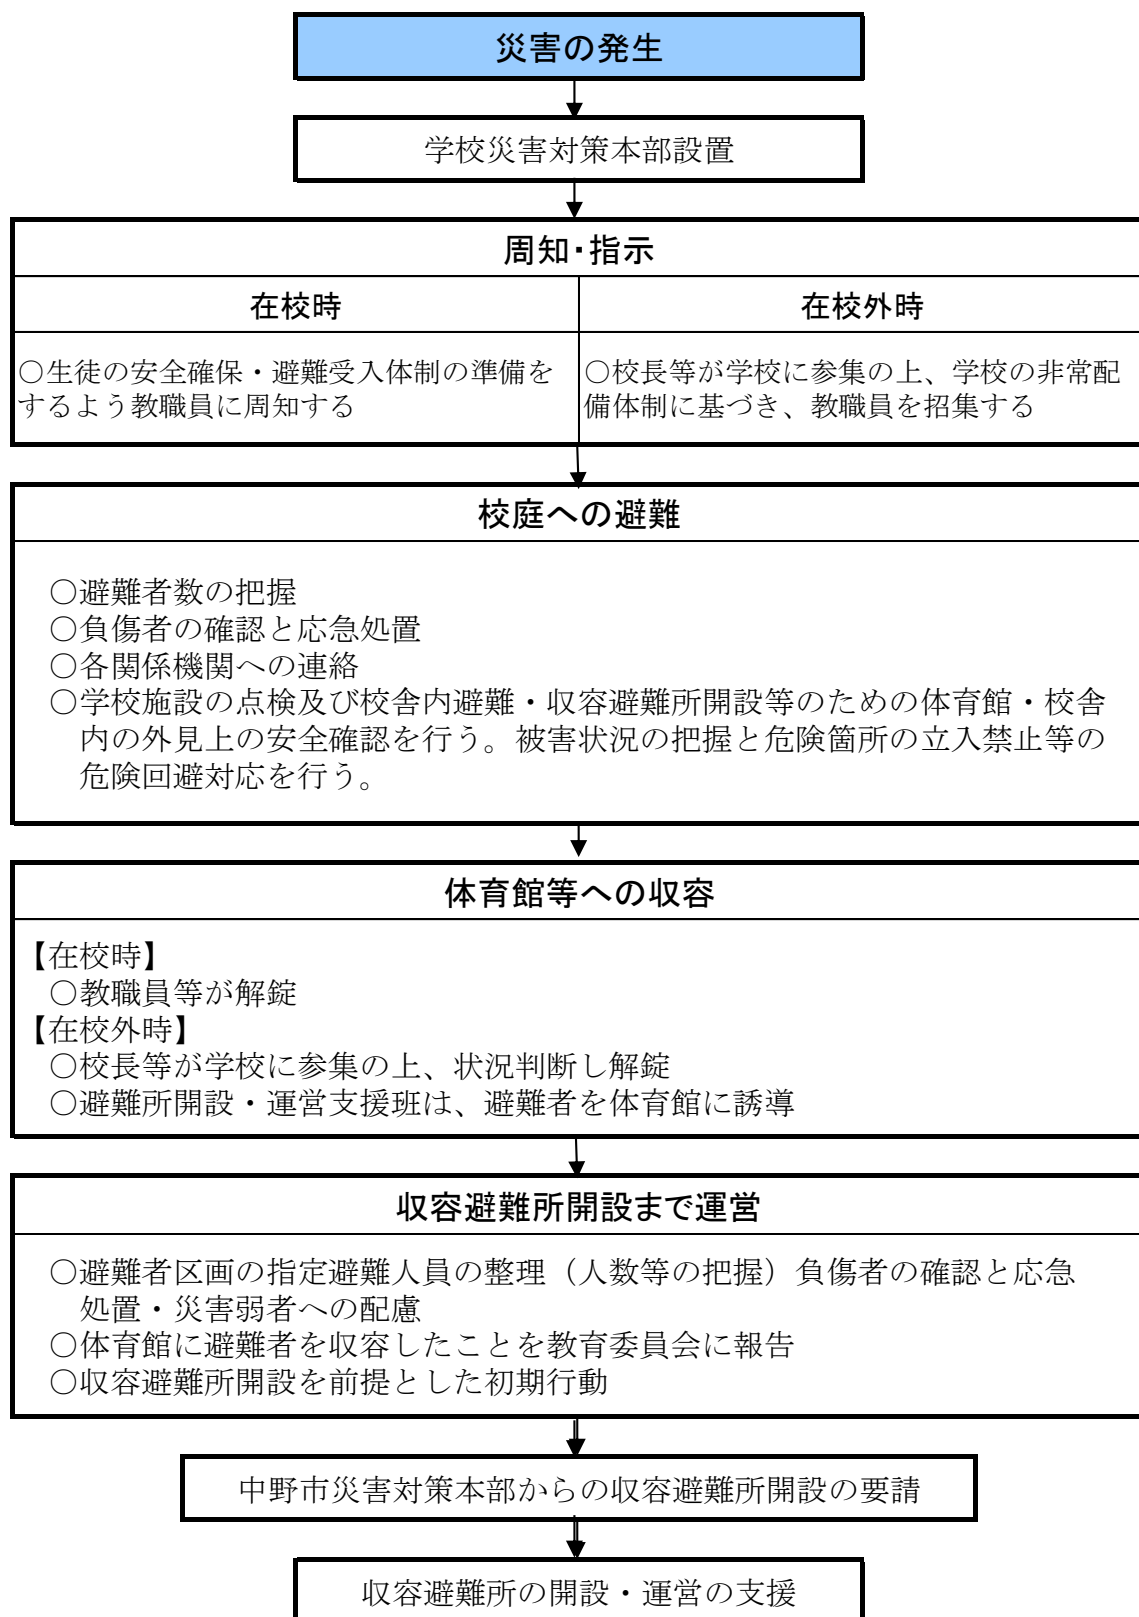 災害の発生
学校災害対策本部設置
周知・指示
在校時
在校外時
○生徒の安全確保・避難受入体制の準備を
するよう教職員に周知する
○校長等が学校に参集の上、学校の非常配
備体制に基づき、教職員を招集する
校庭への避難
○避難者数の把握
○負傷者の確認と応急処置
○各関係機関への連絡
○学校施設の点検及び校舎内避難・収容避難所開設等のための体育館・校舎
内の外見上の安全確認を行う。被害状況の把握と危険箇所の立入禁止等の
危険回避対応を行う。
体育館等への収容
【在校時】
○教職員等が解錠
【在校外時】
○校長等が学校に参集の上、状況判断し解錠
○避難所開設・運営支援班は、避難者を体育館に誘導
収容避難所開設まで運営
○避難者区画の指定避難人員の整理（人数等の把握）負傷者の確認と応急
処置・災害弱者への配慮
○体育館に避難者を収容したことを教育委員会に報告
○収容避難所開設を前提とした初期行動
中野市災害対策本部からの収容避難所開設の要請
収容避難所の開設・運営の支援